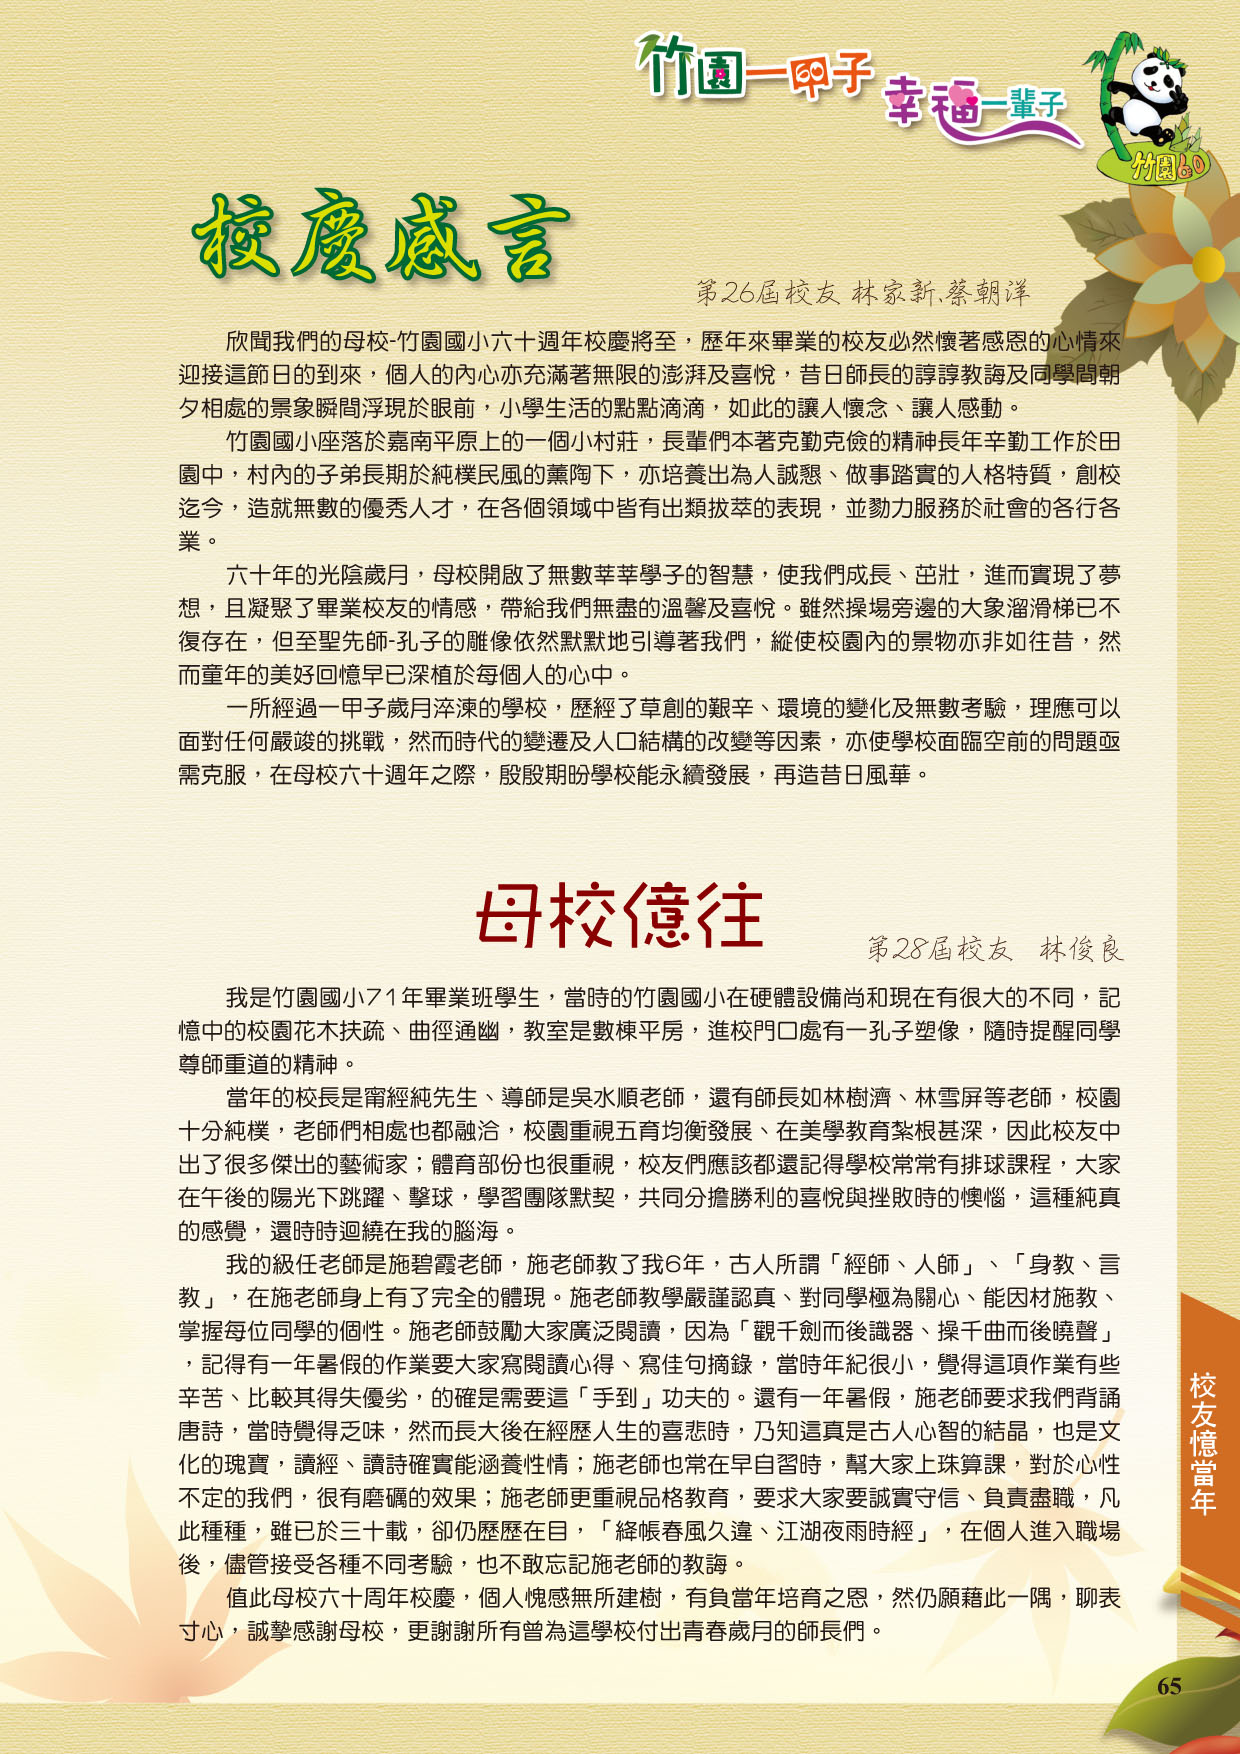 竹園一甲子
幸福一輩子
竹園60
校慶感言
第26屆校友 林家新、蔡朝洋
欣聞我們的母校-竹園國小六十週年校慶將至，歷年來畢業的校友必然懷著感恩的心情來
迎接這節日的到來，個人的內心亦充滿著無限的澎湃及喜悅，昔日師長的諄諄教誨及同學間朝
夕相處的景象瞬間浮現於眼前，小學生活的點點滴滴，如此的讓人懷念、讓人感動。
竹園國小座落於嘉南平原上的一個小村莊，長輩們本著克勤克儉的精神長年辛勤工作於田
園中，村內的子弟長期於純樸民風的薰陶下，亦培養出為人誠懇、做事踏實的人格特質，創校
迄今，造就無數的優秀人才，在各個領域中皆有出類拔萃的表現，並勠力服務於社會的各行各
業。
六十年的光陰歲月，母校開啟了無數莘莘學子的智慧，使我們成長、茁壯，進而實現了夢
想，且凝聚了畢業校友的情感，帶給我們無盡的溫馨及喜悅。雖然操場旁邊的大象溜滑梯已不
復存在，但至聖先師-孔子的雕像依然默默地引導著我們，縱使校園內的景物亦非如往昔，然
而童年的美好回憶早已深植於每個人的心中。
一所經過一甲子歲月淬湅的學校，歷經了草創的艱辛、環境的變化及無數考驗，理應可以
面對任何嚴竣的挑戰，然而時代的變遷及人口結構的改變等因素，亦使學校面臨空前的問題亟
需克服，在母校六十週年之際，殷殷期盼學校能永續發展，再造昔日風華。
母校億往
第28屆校友 林俊良
我是竹園國小71年畢業班學生，當時的竹園國小在硬體設備尚和現在有很大的不同，記
憶中的校園花木扶疏、曲徑通幽，教室是數棟平房，進校門口處有一孔子塑像，隨時提醒同學
尊師重道的精神。
當年的校長是甯經純先生、導師是吳水順老師，還有師長如林樹濟、林雪屏等老師，校園
十分純樸，老師們相處也都融洽，校園重視五育均衡發展、在美學教育紮根甚深，因此校友中
出了很多傑出的藝術家；體育部份也很重視，校友們應該都還記得學校常常有排球課程，大家
在午後的陽光下跳躍、擊球，學習團隊默契，共同分擔勝利的喜悅與挫敗時的懊惱，這種純真
的感覺，還時時迴繞在我的腦海。
我的級任老師是施碧霞老師，施老師教了我6年，古人所謂「經師、人師」、「身教、言
教」，在施老師身上有了完全的體現。施老師教學嚴謹認真、對同學極為關心、能因材施教、
掌握每位同學的個性。施老師鼓勵大家廣泛閱讀，因為「觀千劍而後識器、操千曲而後曉聲」
，記得有一年暑假的作業要大家寫閱讀心得、寫佳句摘錄，當時年紀很小，覺得這項作業有些
辛苦、比較其得失優劣，的確是需要這「手到」功夫的。還有一年暑假，施老師要求我們背誦
唐詩，當時覺得乏味，然而長大後在經歷人生的喜悲時，乃知這真是古人心智的結晶，也是文
化的瑰寶，讀經、讀詩確實能涵養性情；施老師也常在早自習時，幫大家上珠算課，對於心性
不定的我們，很有磨礪的效果；施老師更重視品格教育，要求大家要誠實守信、負責盡職，凡
此種種，雖已於三十載，卻仍歷歷在目，「絳帳春風久違、江湖夜雨時經」，在個人進入職場
後，儘管接受各種不同考驗，也不敢忘記施老師的教誨。
值此母校六十周年校慶，個人愧感無所建樹，有負當年培育之恩，然仍願藉此一隅，聊表
寸心，誠摯感謝母校，更謝謝所有曾為這學校付出青春歲月的師長們。
校友憶當年
65